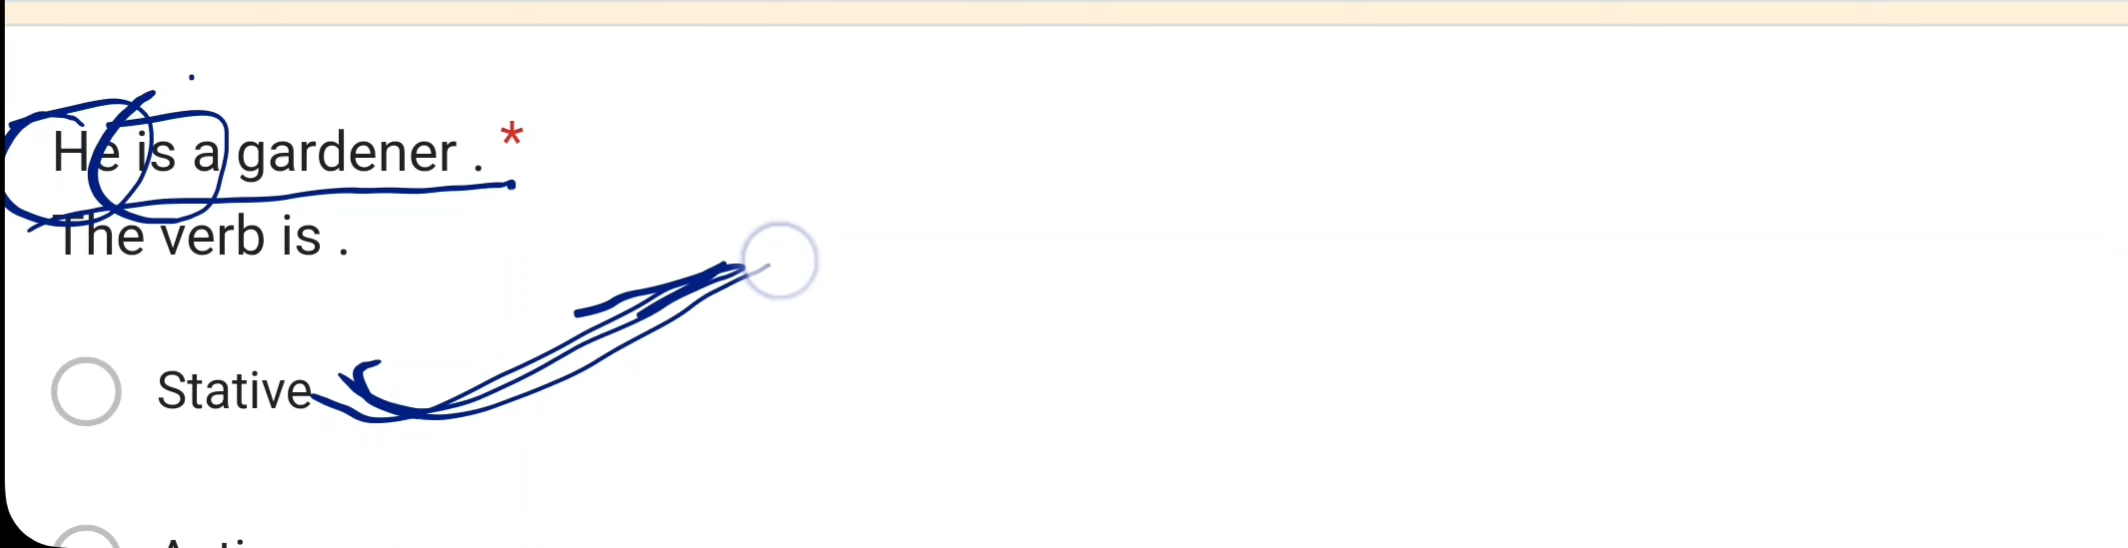 He is a gardener . *
The verb is .
Stative